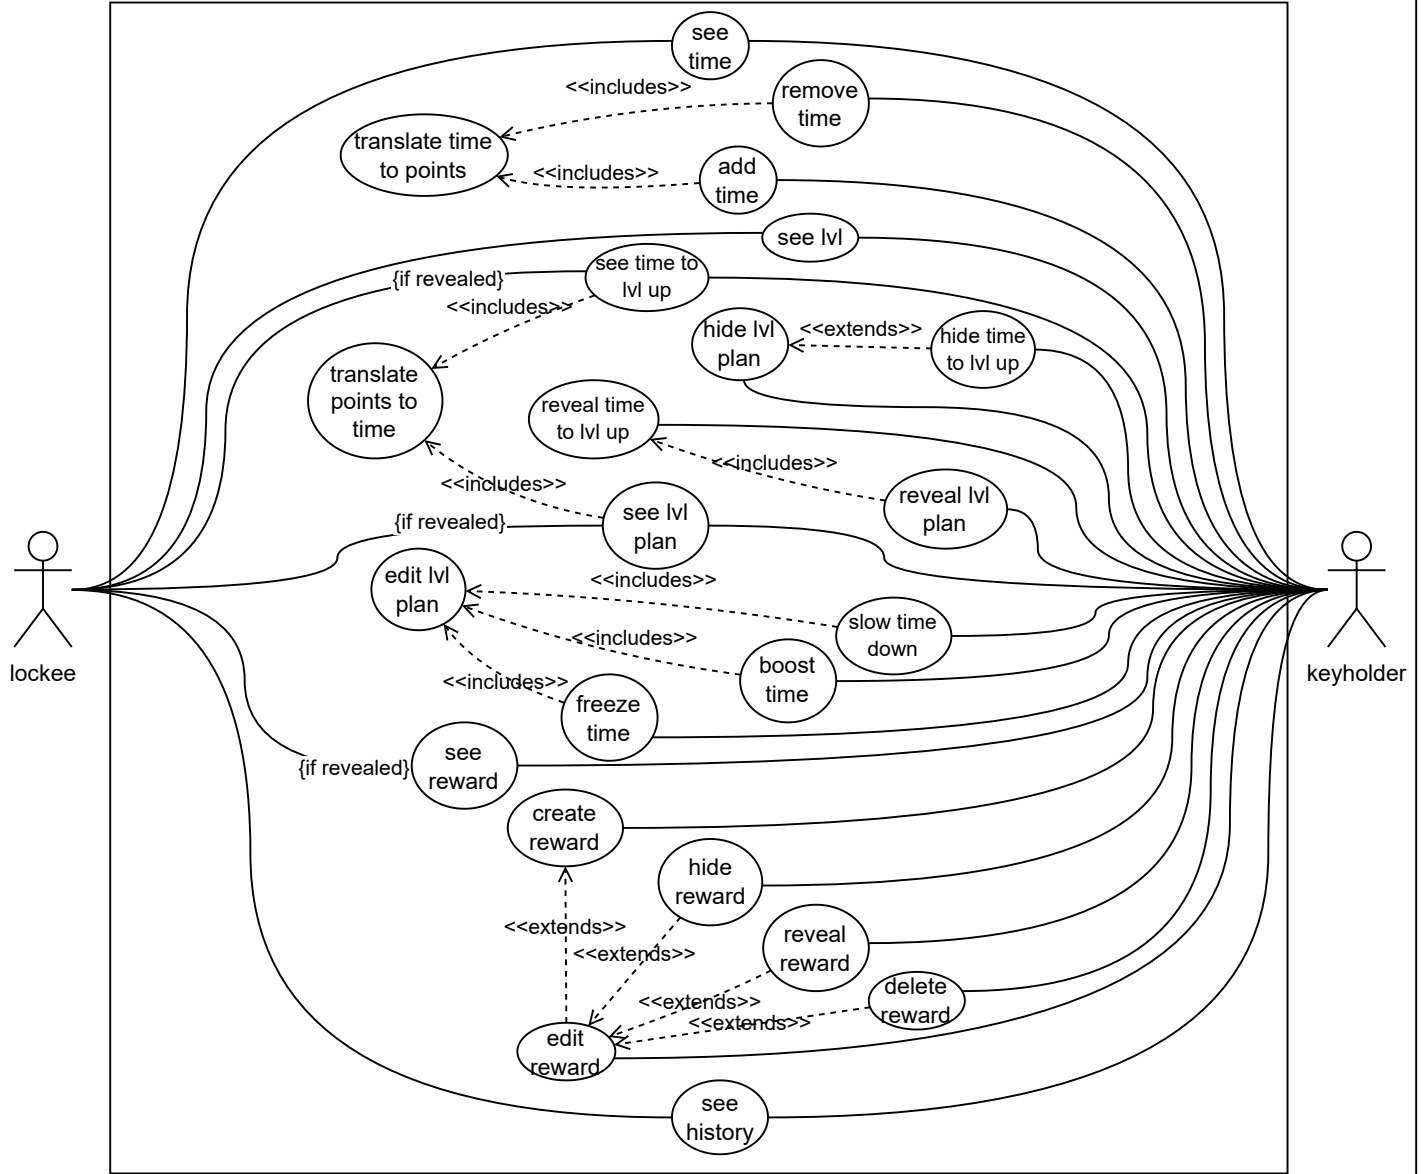 see
time
<<includes>>
remove
time
translate time
to points
<<includes>>
add
time
see lvl
{if revealed}
see time to
lvl up
<<includes>>
hide lvl
plan
<<extends>>
hide time
to lvl up
translate
points to
time
reveal time
to lvl up
<<includes>>
<<includes>>
reveal lvl
plan
{if revealed}
see lvl
plan
edit lvl
plan
<<includes>>
slow time
down
<<includes>>
boost
time
<<includes>>
freeze
time
lockee
keyholder
{if revealed}
see
reward
create
reward
hide
reward
<<extends>>
<<extends>>
reveal
reward
<<extends>>
<<extends>>
delete
reward
edit
reward
see
history